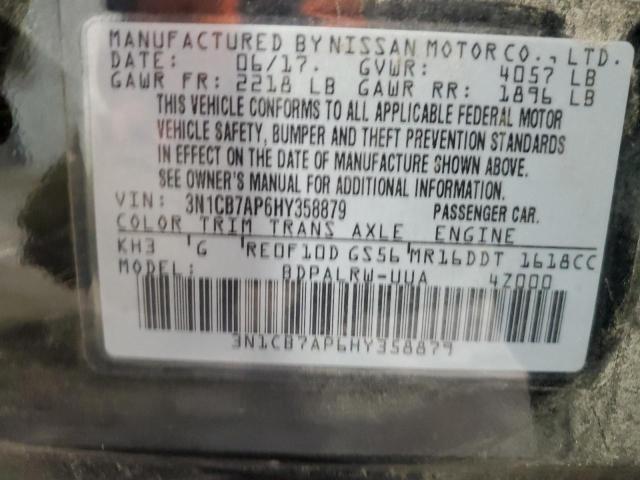 MANUFACTURED BY NISSAN MOTOR CO., LTD.
DATE: 06/17. GVWR: 4057 LB
GAWR FR: 2218 LB GAWR RR: 1896 LB
THIS VEHICLE CONFORMS TO ALL APPLICABLE FEDERAL MOTOR
VEHICLE SAFETY, BUMPER AND THEFT PREVENTION STANDARDS
IN EFFECT ON THE DATE OF MANUFACTURE SHOWN ABOVE.
SEE OWNER'S MANUAL FOR ADDITIONAL INFORMATION.
VIN: 3N1CB7AP6HY358879 PASSENGER CAR.
COLOR TRIM TRANS AXLE ENGINE
KH3 G RE0F10D GS56 MR16DDT 1618CC
MODEL: BDPALRW-UUA 4Z000
3N1CB7AP6HY358879